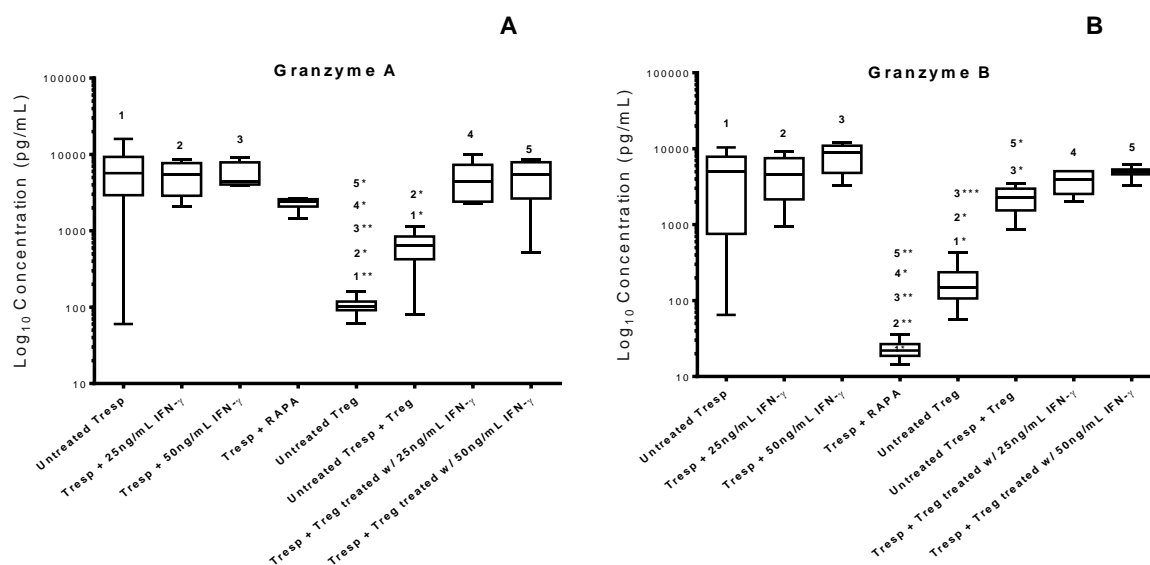 A
Granzyme A
Log10 Concentration (pg/mL)
100000
10000
1000
100
10
1
2
3
5*
4*
3**
2*
1**
2*
1*
4
5
Untreated Tresp
Tresp + 25ng/mL IFN-γ
Tresp + 50ng/mL IFN-γ
Tresp + RAPA
Untreated Treg
Untreated Tresp + Treg
Tresp + Treg treated w/ 25ng/mL IFN-γ
Tresp + Treg treated w/ 50ng/mL IFN-γ
B
Granzyme B
Log10 Concentration (pg/mL)
100000
10000
1000
100
10
1
2
3
5**
4*
3**
2**
1*
3***
2*
1*
5*
3*
4
5
Untreated Tresp
Tresp + 25ng/mL IFN-γ
Tresp + 50ng/mL IFN-γ
Tresp + RAPA
Untreated Treg
Untreated Tresp + Treg
Tresp + Treg treated w/ 25ng/mL IFN-γ
Tresp + Treg treated w/ 50ng/mL IFN-γ